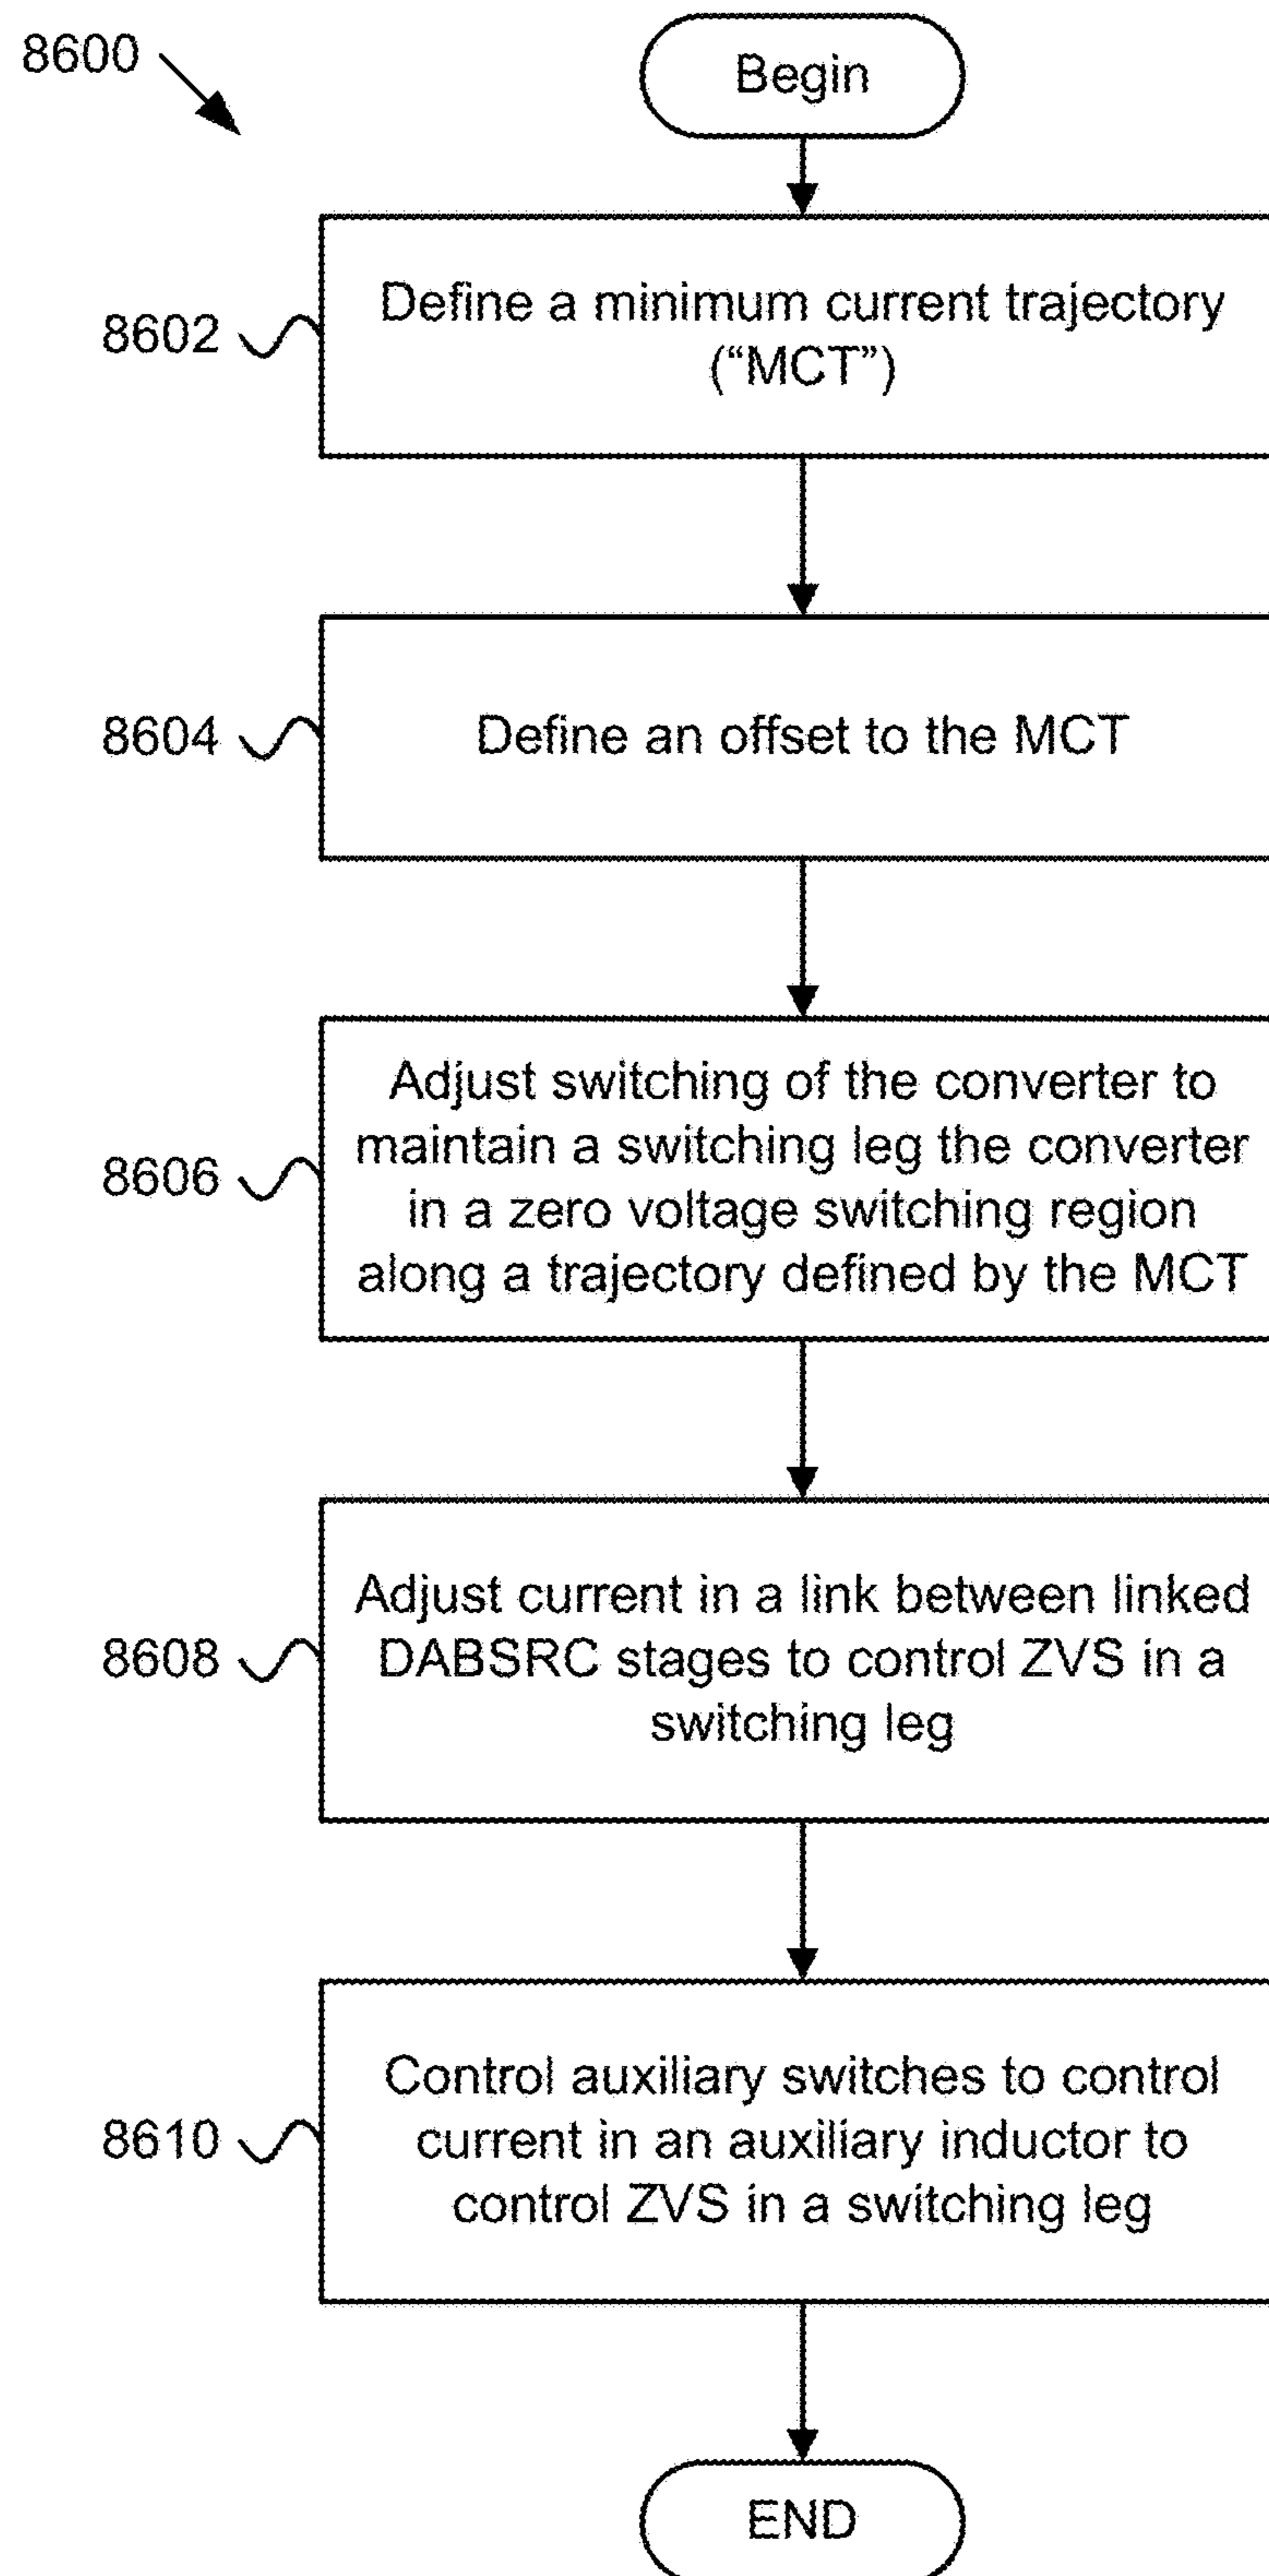 8600
Begin
8602
Define a minimum current trajectory
(“MCT”)
8604
Define an offset to the MCT
8606
Adjust switching of the converter to
maintain a switching leg the converter
in a zero voltage switching region
along a trajectory defined by the MCT
8608
Adjust current in a link between linked
DABSRC stages to control ZVS in a
switching leg
8610
Control auxiliary switches to control
current in an auxiliary inductor to
control ZVS in a switching leg
END